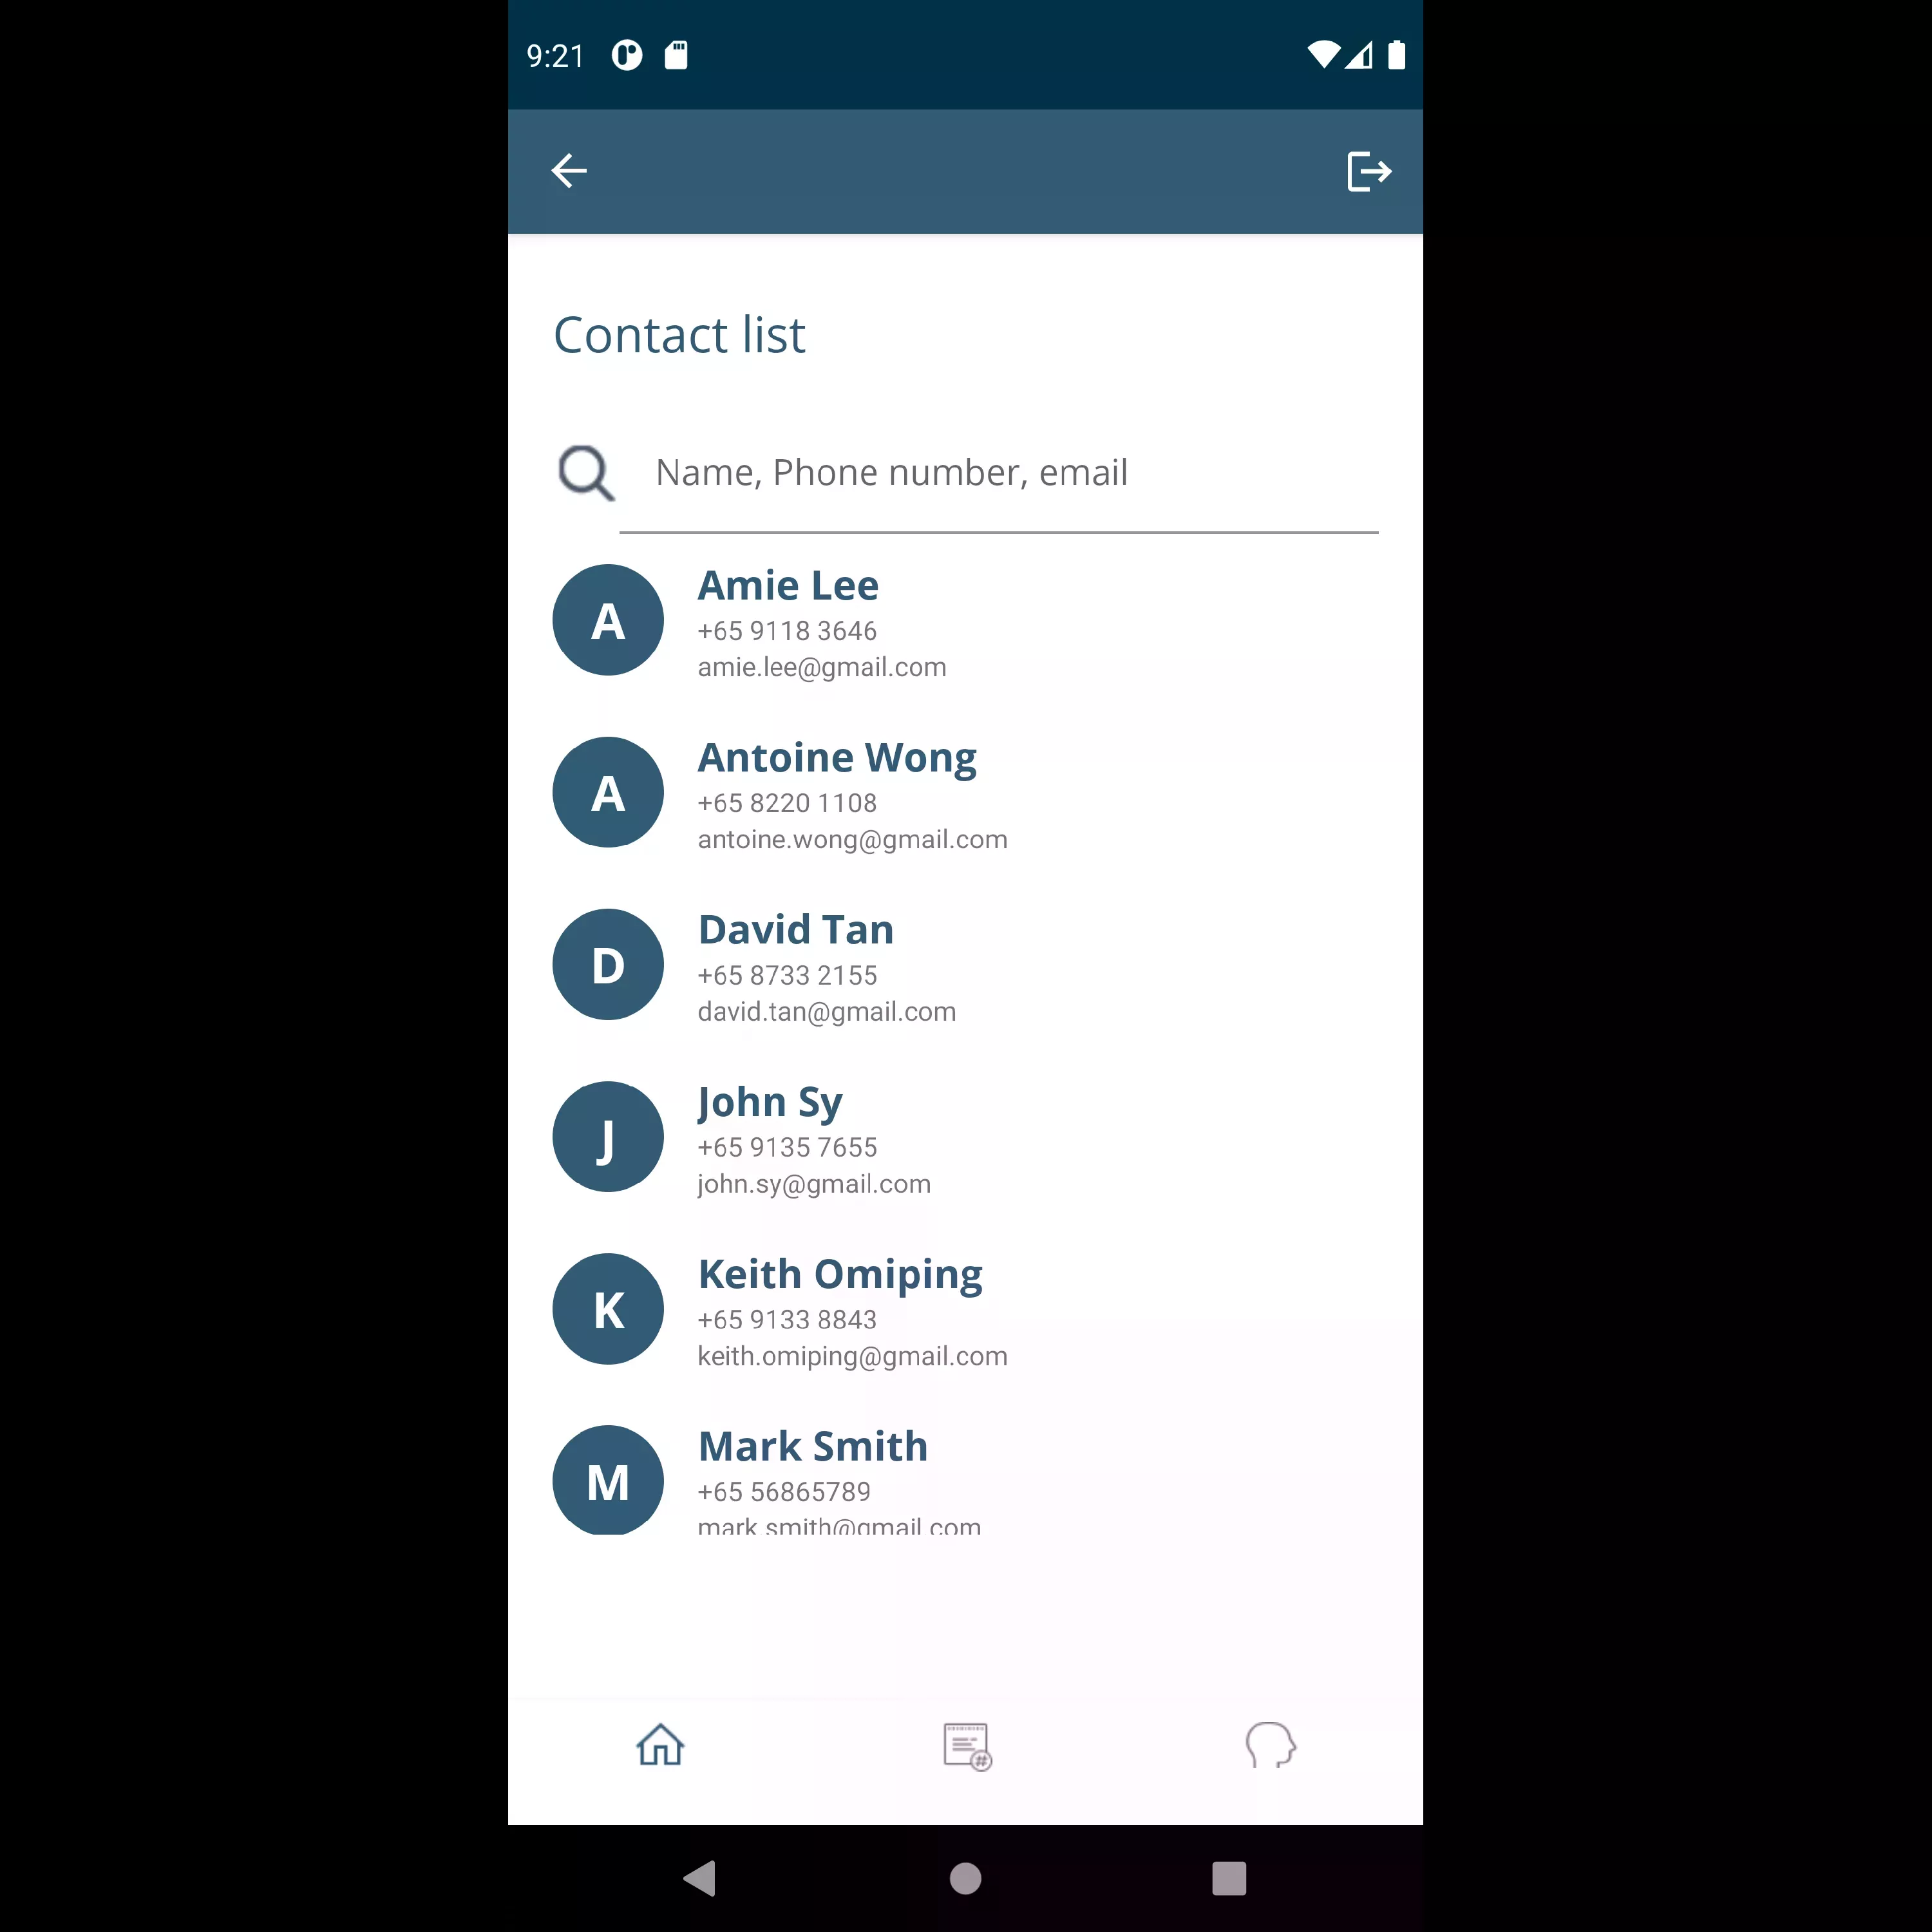 9:21
Contact list
Name, Phone number, email
A
Amie Lee
+65 9118 3646
amie.lee@gmail.com
A
Antoine Wong
+65 8220 1108
antoine.wong@gmail.com
D
David Tan
+65 8733 2155
david.tan@gmail.com
J
John Sy
+65 9135 7655
john.sy@gmail.com
K
Keith Omiping
+65 9133 8843
keith.omiping@gmail.com
M
Mark Smith
+65 56865789
mark.smith@gmail.com
#